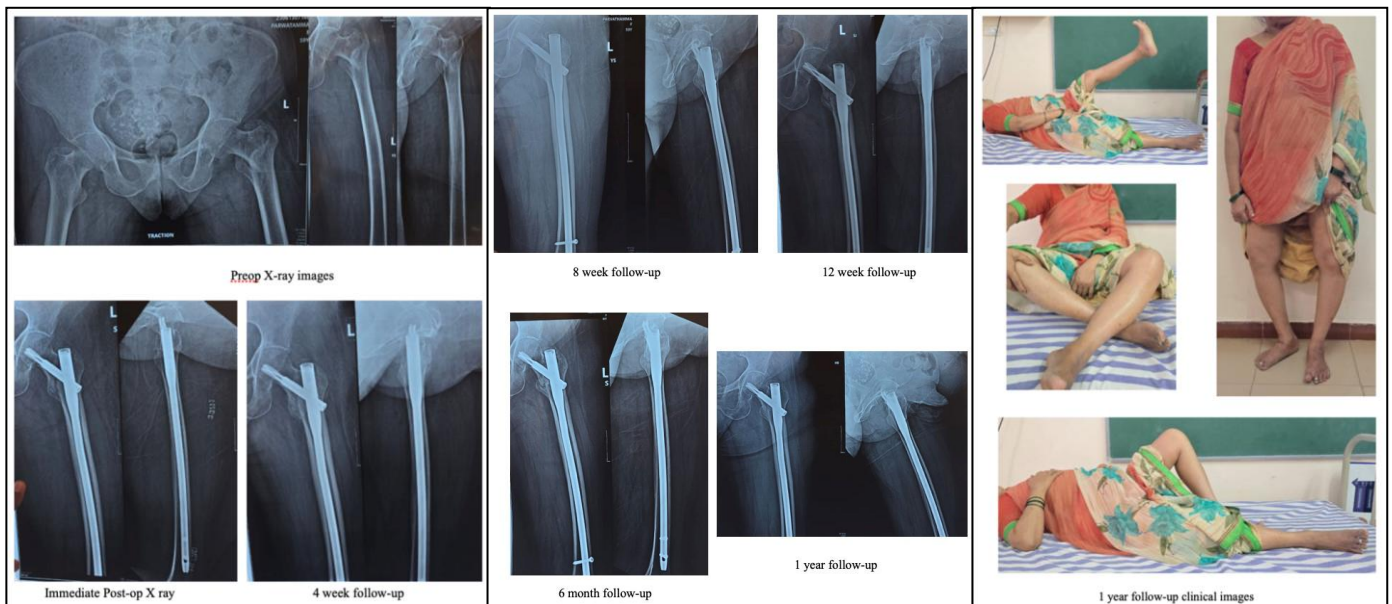 L
L
L
TRACTION
Preop X-ray images
L
S
L
Immediate Post-op X ray
4 week follow-up
L
L
8 week follow-up
12 week follow-up
L
S
6 month follow-up
1 year follow-up
1 year follow-up clinical images